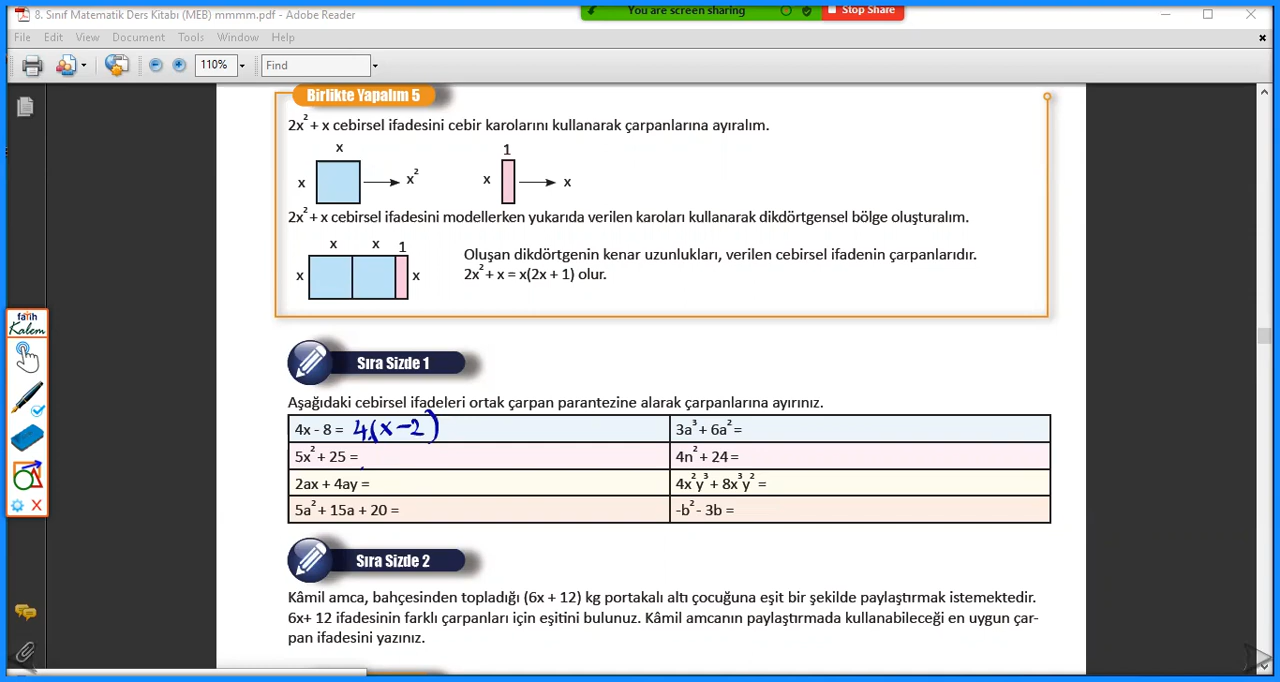 8. Sınıf Matematik Ders Kitabı (MEB) mmmm.pdf - Adobe Reader
You are screen sharing
Stop Share
File Edit View Document Tools Window Help
110%
Find
Birlikte Yapalım 5
2x² + x cebirsel ifadesini cebir karolarını kullanarak çarpanlarına ayıralım.
x
1
x
x²
x
x
2x² + x cebirsel ifadesini modellerken yukarıda verilen karoları kullanarak dikdörtgensel bölge oluşturalım.
x x 1
x x
Oluşan dikdörtgenin kenar uzunlukları, verilen cebirsel ifadenin çarpanlarıdır.
2x² + x = x(2x + 1) olur.
fatih
Kalem
Sıra Sizde 1
Aşağıdaki cebirsel ifadeleri ortak çarpan parantezine alarak çarpanlarına ayırınız.
4x - 8 = 4.(x-2)
3a³ + 6a² =
5x² + 25 =
4n² + 24 =
2ax + 4ay =
4x²y³ + 8x³y² =
5a² + 15a + 20 =
-b² - 3b =
Sıra Sizde 2
Kâmil amca, bahçesinden topladığı (6x + 12) kg portakalı altı çocuğuna eşit bir şekilde paylaştırmak istemektedir.
6x+ 12 ifadesinin farklı çarpanları için eşitini bulunuz. Kâmil amcanın paylaştırmada kullanabileceği en uygun çar-
pan ifadesini yazınız.